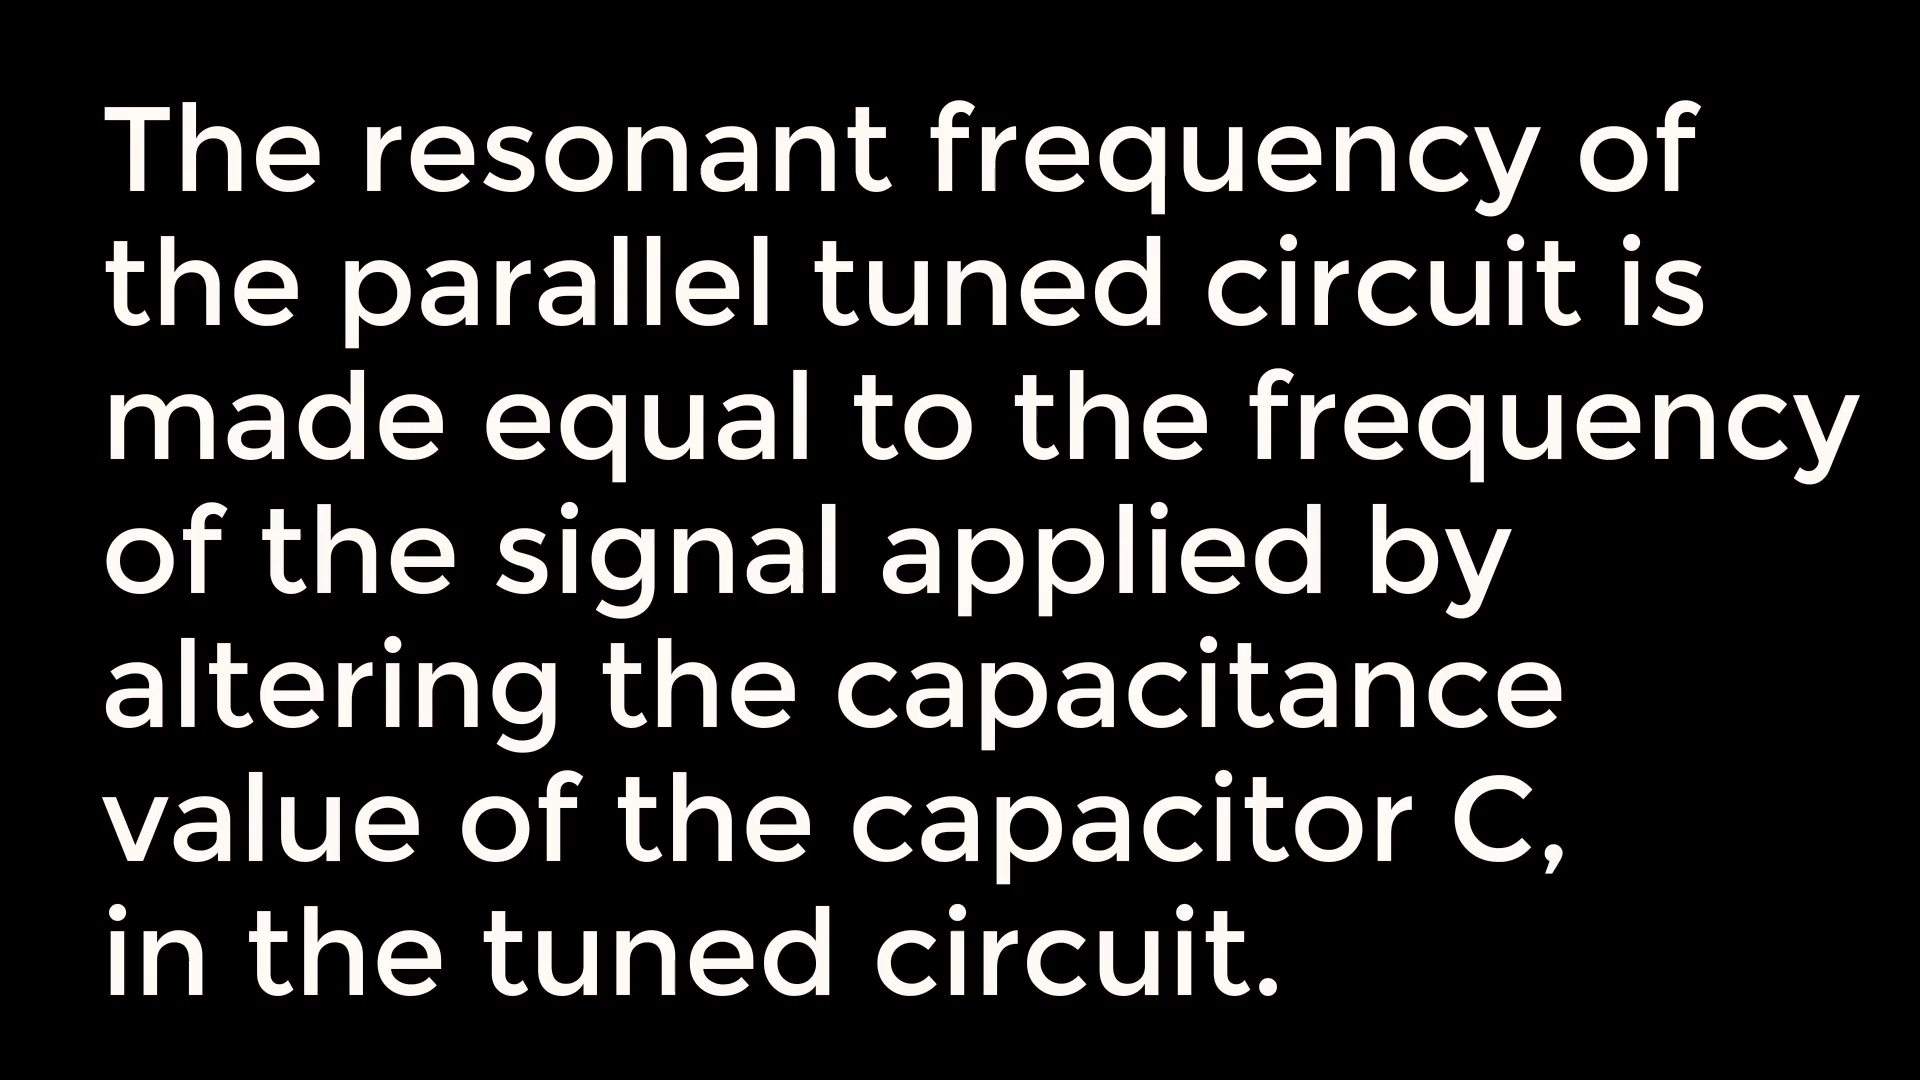 The resonant frequency of
the parallel tuned circuit is
made equal to the frequency
of the signal applied by
altering the capacitance
value of the capacitor C,
in the tuned circuit.